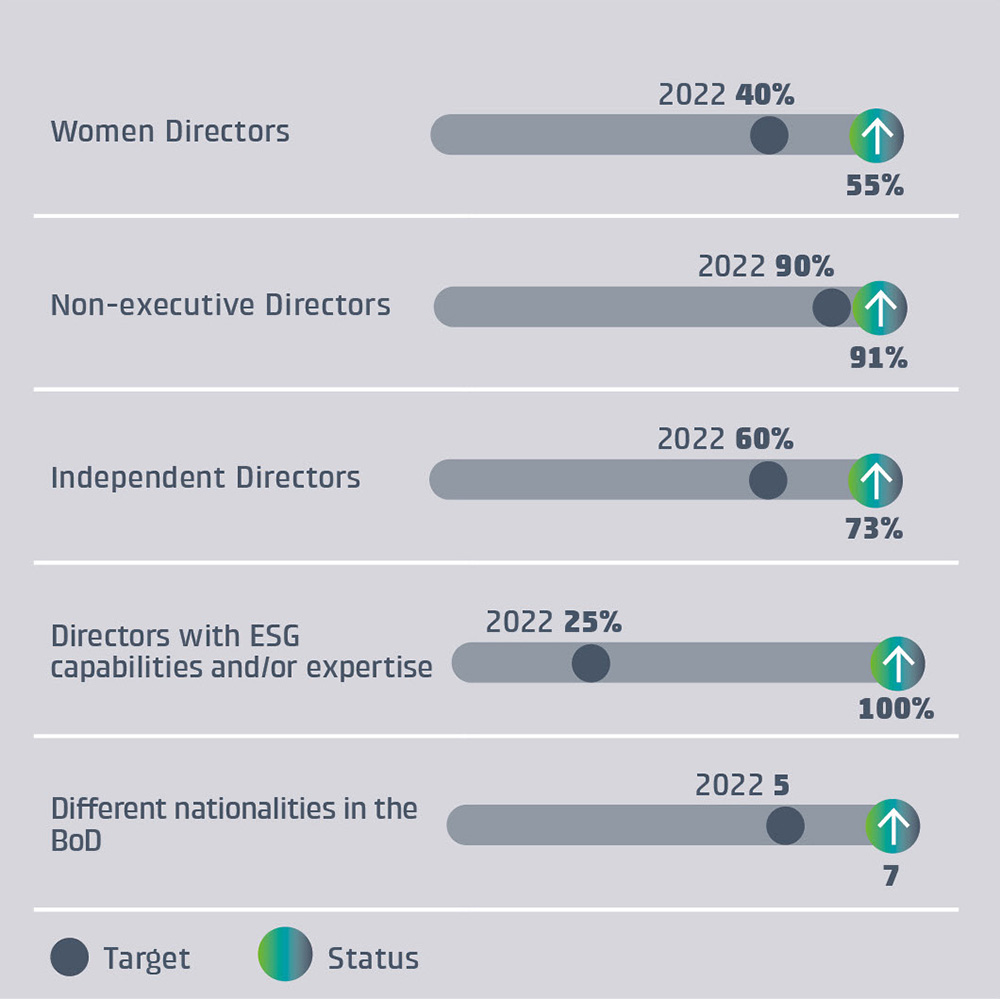 2022 40%
Women Directors
55%
2022 90%
Non-executive Directors
91%
2022 60%
Independent Directors
73%
2022 25%
Directors with ESG
capabilities and/or expertise
100%
2022 5
Different nationalities in the
BoD
7
Target
Status